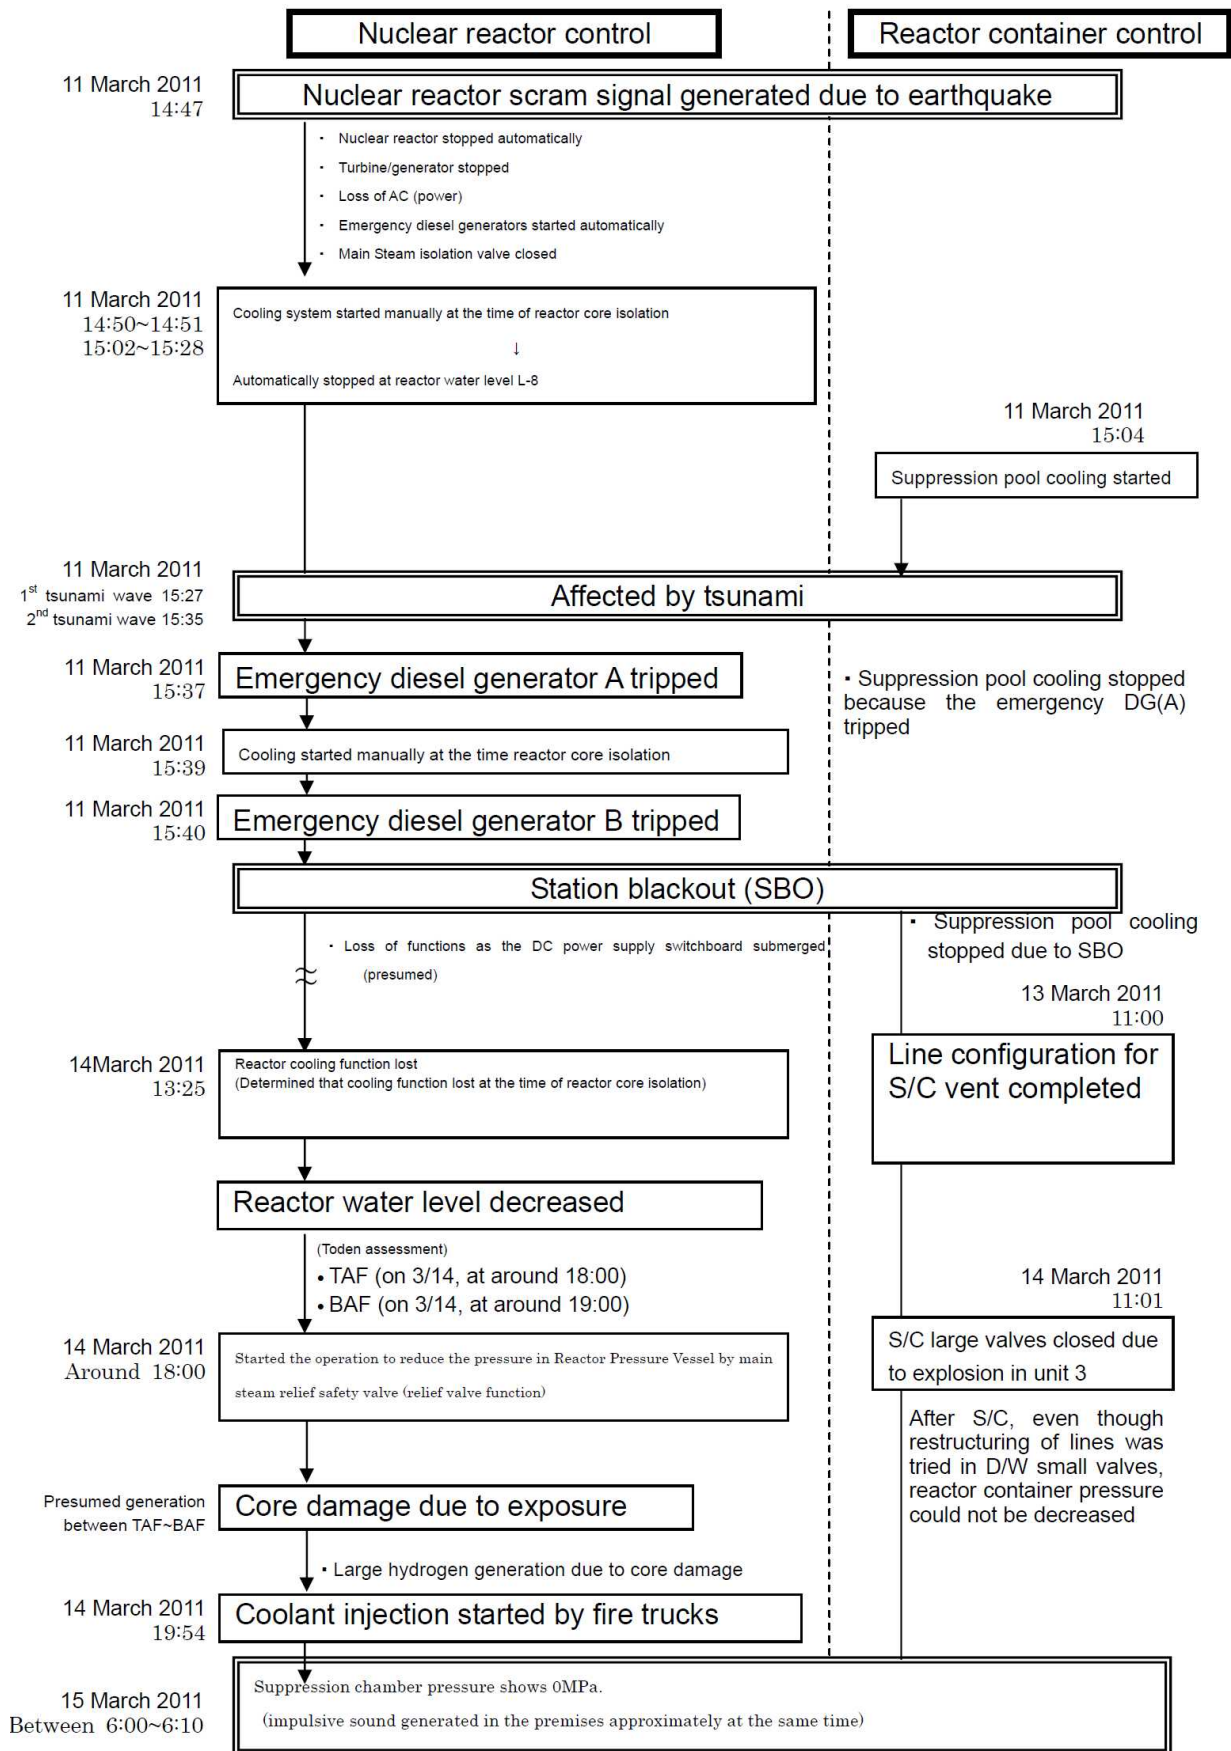 Nuclear reactor control
Reactor container control
11 March 2011
14:47
Nuclear reactor scram signal generated due to earthquake
・ Nuclear reactor stopped automatically
・ Turbine/generator stopped
・ Loss of AC (power)
・ Emergency diesel generators started automatically
・ Main Steam isolation valve closed
11 March 2011
14:50~14:51
15:02~15:28
Cooling system started manually at the time of reactor core isolation
↓
Automatically stopped at reactor water level L-8
11 March 2011
15:04
Suppression pool cooling started
11 March 2011
1st tsunami wave 15:27
2nd tsunami wave 15:35
Affected by tsunami
11 March 2011
15:37
Emergency diesel generator A tripped
・ Suppression pool cooling stopped
because the emergency DG(A)
tripped
11 March 2011
15:39
Cooling started manually at the time reactor core isolation
11 March 2011
15:40
Emergency diesel generator B tripped
Station blackout (SBO)
・ Loss of functions as the DC power supply switchboard submerged
(presumed)
・ Suppression pool cooling
stopped due to SBO
13 March 2011
11:00
Line configuration for
S/C vent completed
14March 2011
13:25
Reactor cooling function lost
(Determined that cooling function lost at the time of reactor core isolation)
Reactor water level decreased
(Toden assessment)
• TAF (on 3/14, at around 18:00)
• BAF (on 3/14, at around 19:00)
14 March 2011
11:01
S/C large valves closed due
to explosion in unit 3
14 March 2011
Around 18:00
Started the operation to reduce the pressure in Reactor Pressure Vessel by main
steam relief safety valve (relief valve function)
After S/C, even though
restructuring of lines was
tried in D/W small valves,
reactor container pressure
could not be decreased
Presumed generation
between TAF~BAF
Core damage due to exposure
・ Large hydrogen generation due to core damage
14 March 2011
19:54
Coolant injection started by fire trucks
15 March 2011
Between 6:00~6:10
Suppression chamber pressure shows 0MPa.
(impulsive sound generated in the premises approximately at the same time)